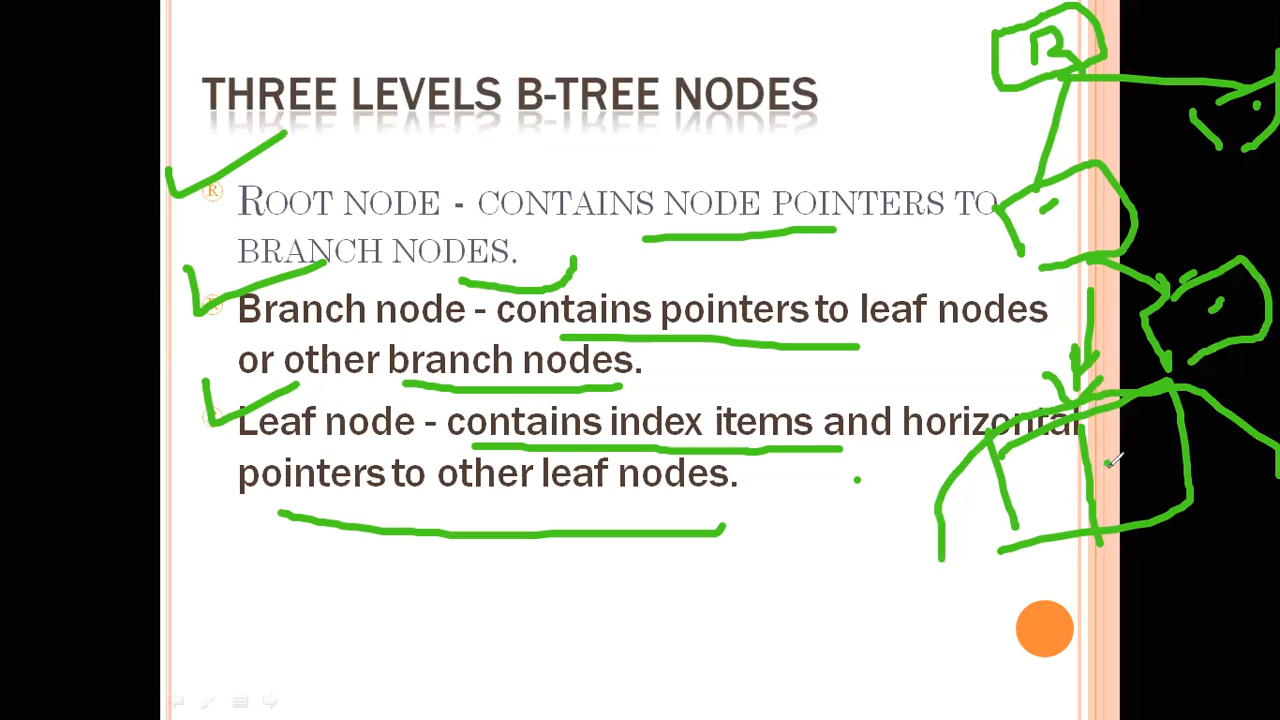 THREE LEVELS B-TREE NODES
R
® ROOT NODE - CONTAINS NODE POINTERS TO
BRANCH NODES.
Branch node - contains pointers to leaf nodes
or other branch nodes.
Leaf node - contains index items and horizontal
pointers to other leaf nodes.